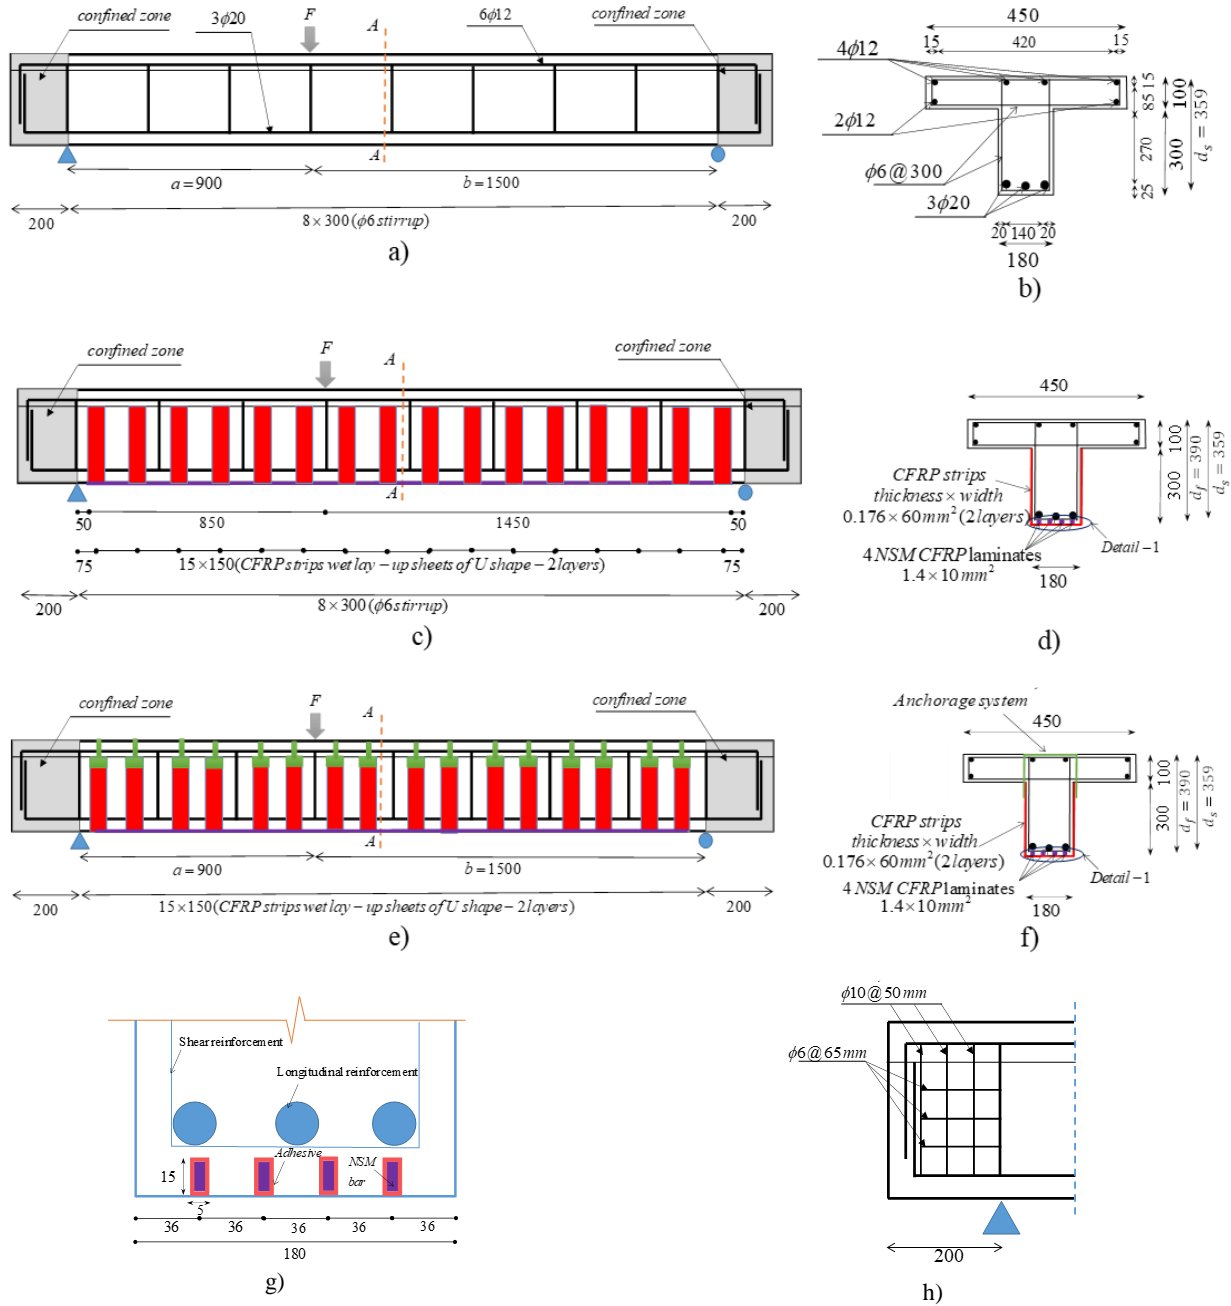 confined zone
3ϕ20
F
A
6ϕ12
confined zone
A
a = 900
b = 1500
200
8 × 300 (ϕ6 stirrup)
200
a)
450
15
420
15
4ϕ12
2ϕ12
ϕ6 @ 300
3ϕ20
15
85
100
270
300
25
d_s = 359
20
140
20
180
b)
confined zone
F
A
confined zone
A
50
850
1450
50
75
15 × 150 (CFRP strips wet lay – up sheets of U shape – 2 layers)
75
200
8 × 300 (ϕ6 stirrup)
200
c)
450
100
300
d_f = 390
d_s = 359
CFRP strips
thickness × width
0.176 × 60 mm² (2 layers)
4 NSM CFRP laminates
1.4 × 10 mm²
Detail – 1
180
d)
confined zone
F
A
confined zone
A
a = 900
b = 1500
200
15 × 150 (CFRP strips wet lay – up sheets of U shape – 2 layers)
200
e)
Anchorage system
450
100
300
d_f = 390
d_s = 359
CFRP strips
thickness × width
0.176 × 60 mm² (2 layers)
4 NSM CFRP laminates
1.4 × 10 mm²
Detail – 1
180
f)
Shear reinforcement
Longitudinal reinforcement
Adhesive
NSM
bar
15
5
36
36
36
36
36
180
g)
ϕ10 @ 50 mm
ϕ6 @ 65 mm
200
h)